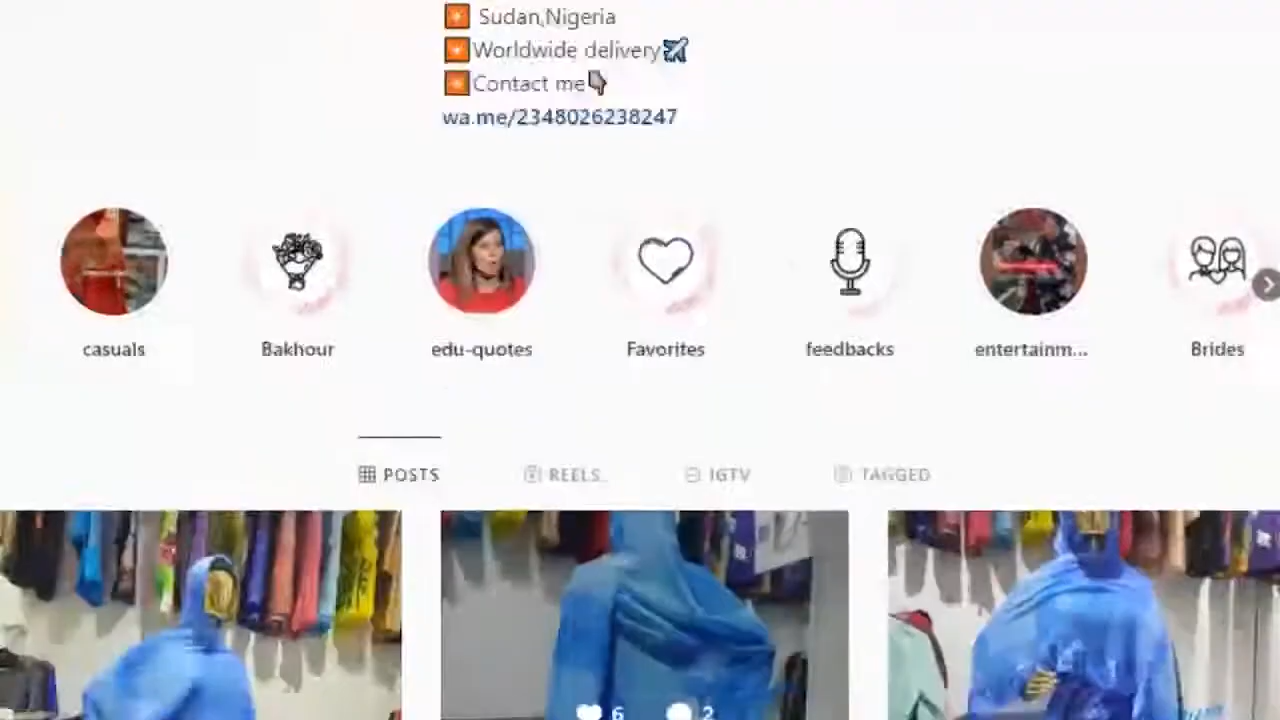 Sudan,Nigeria
Worldwide delivery
Contact me
wa.me/2348026238247
casuals
Bakhour
edu-quotes
Favorites
feedbacks
entertainm...
Brides
POSTS
REELS
IGTV
TAGGED
6
2